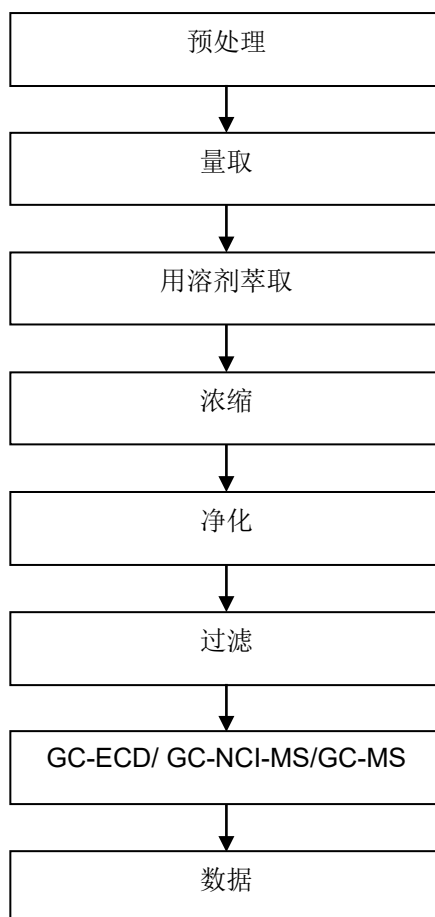 预处理
量取
用溶剂萃取
浓缩
净化
过滤
GC-ECD/ GC-NCI-MS/GC-MS
数据